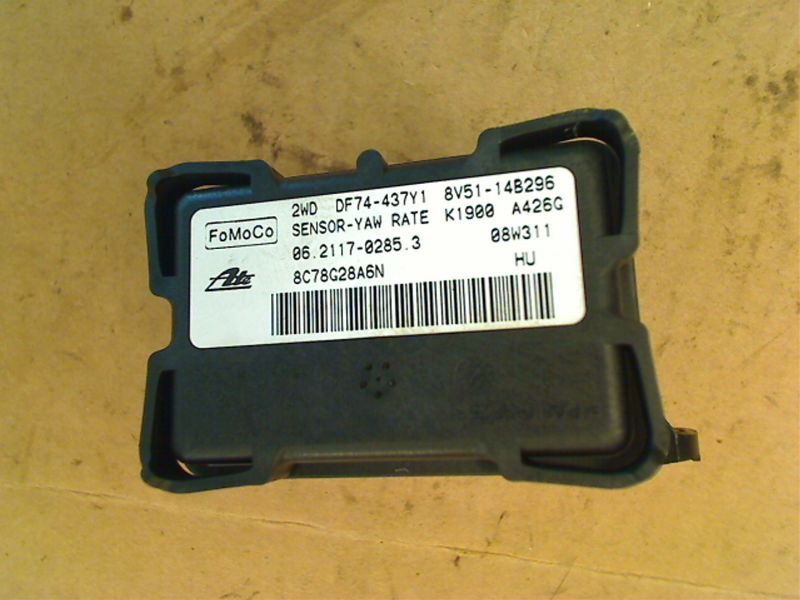 2WD DF74-437Y1 8V51-14B296
FoMoCo SENSOR-YAW RATE K1900 A426G
06.2117-0285.3 08W311
Ate 8C78G28A6N HU